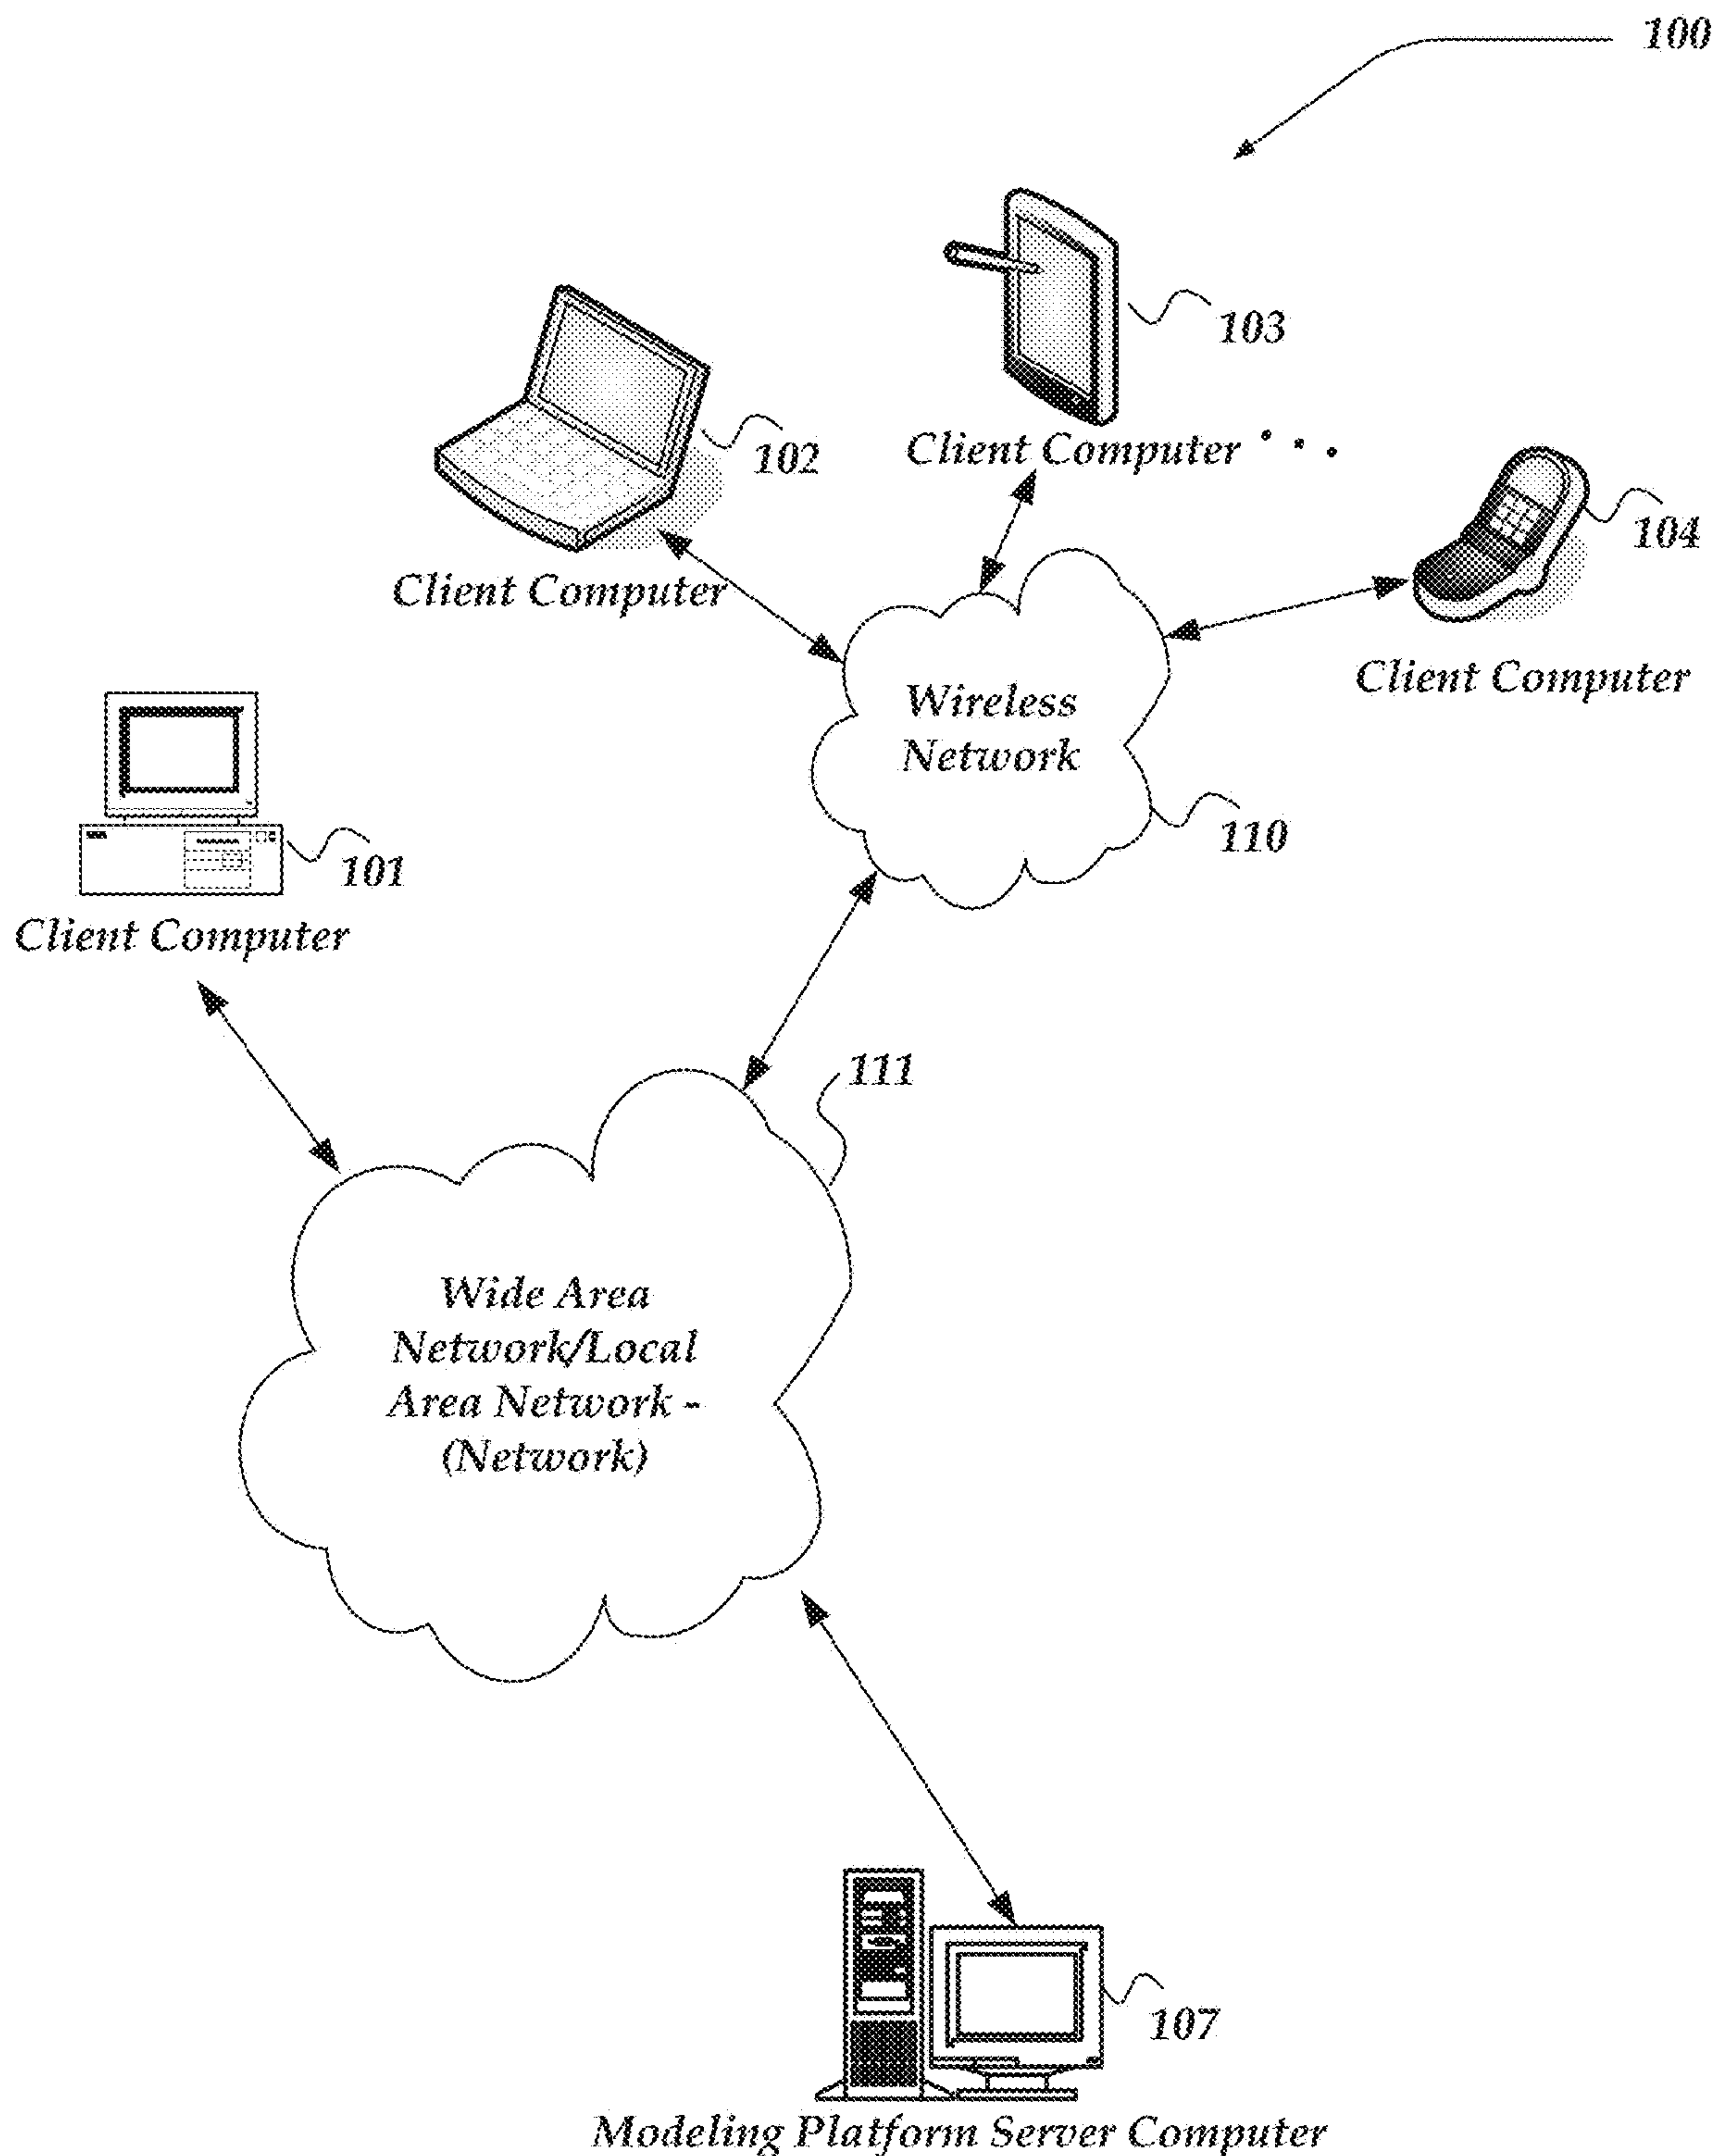 100
103
Client Computer . . .
102
Client Computer
104
Client Computer
Wireless
Network
110
101
Client Computer
111
Wide Area
Network/Local
Area Network -
(Network)
107
Modeling Platform Server Computer